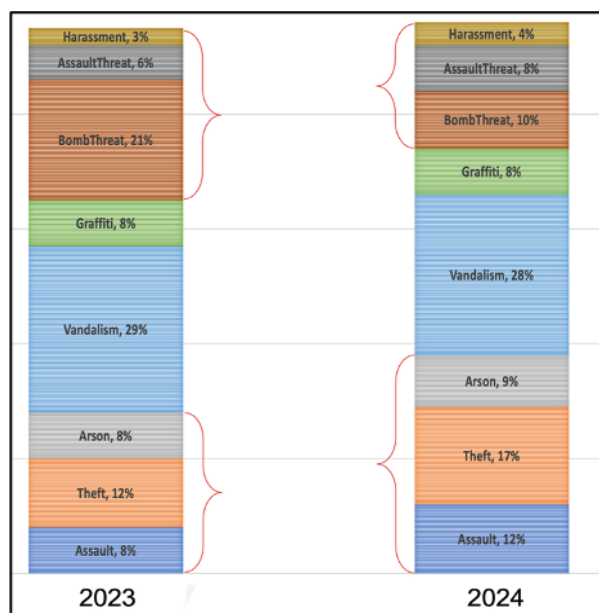 Harassment, 3%
AssaultThreat, 6%
BombThreat, 21%
Graffiti, 8%
Vandalism, 29%
Arson, 8%
Theft, 12%
Assault, 8%
2023
Harassment, 4%
AssaultThreat, 8%
BombThreat, 10%
Graffiti, 8%
Vandalism, 28%
Arson, 9%
Theft, 17%
Assault, 12%
2024